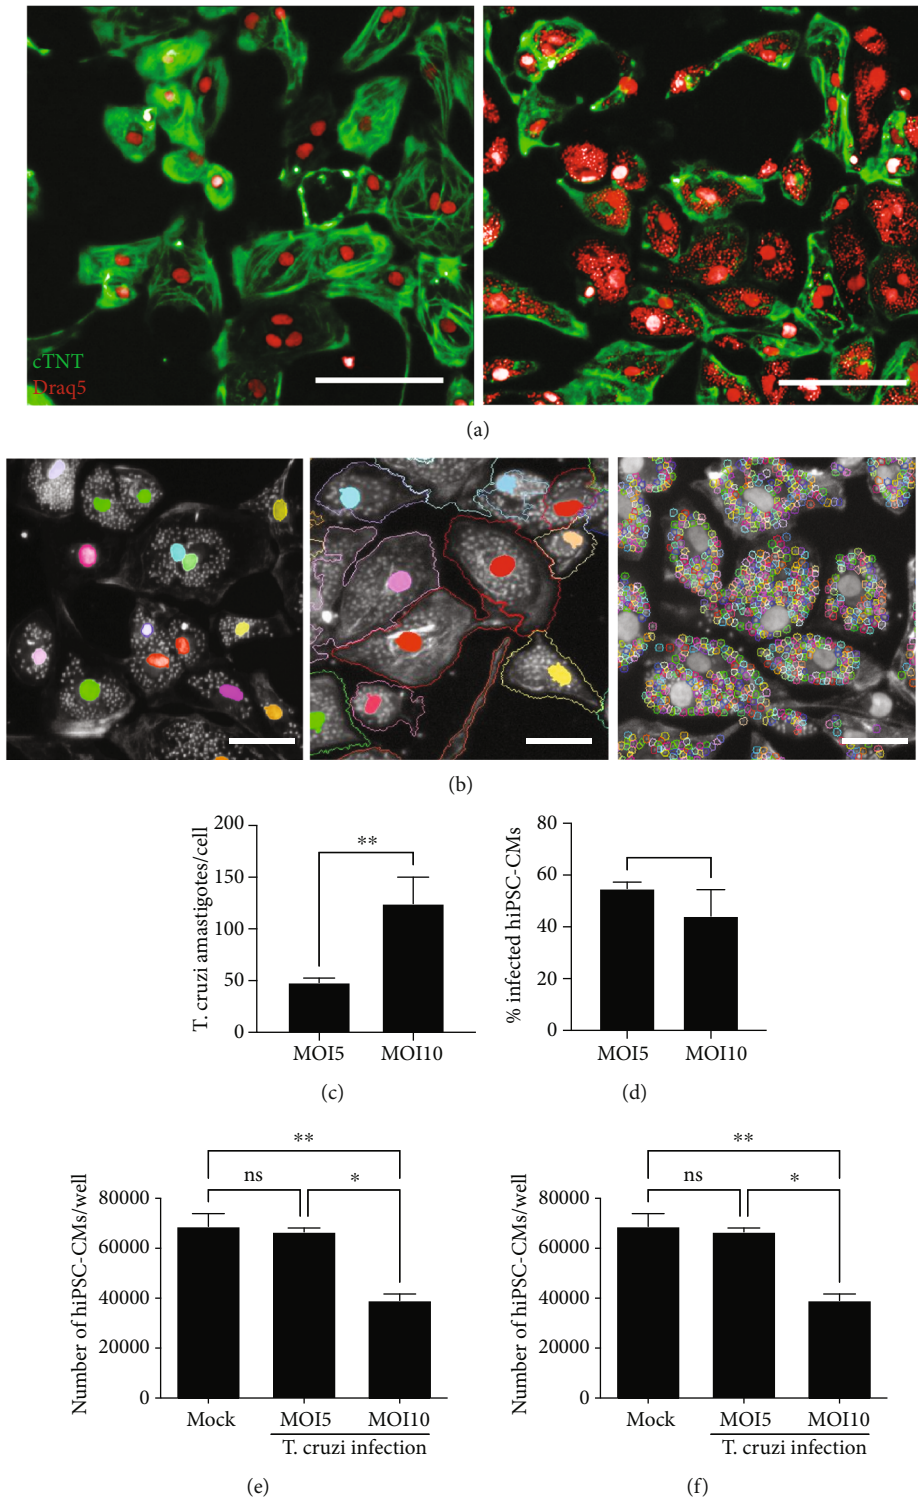 cTNT
Draq5
(a)
(b)
T. cruzi amastigotes/cell
200
150
100
50
0
**
MOI5 MOI10
(c)
% infected hiPSC-CMs
80
60
40
20
0
MOI5 MOI10
(d)
Number of hiPSC-CMs/well
80000
60000
40000
20000
0
**
ns *
Mock MOI5 MOI10
T. cruzi infection
(e)
Number of hiPSC-CMs/well
80000
60000
40000
20000
0
**
ns *
Mock MOI5 MOI10
T. cruzi infection
(f)